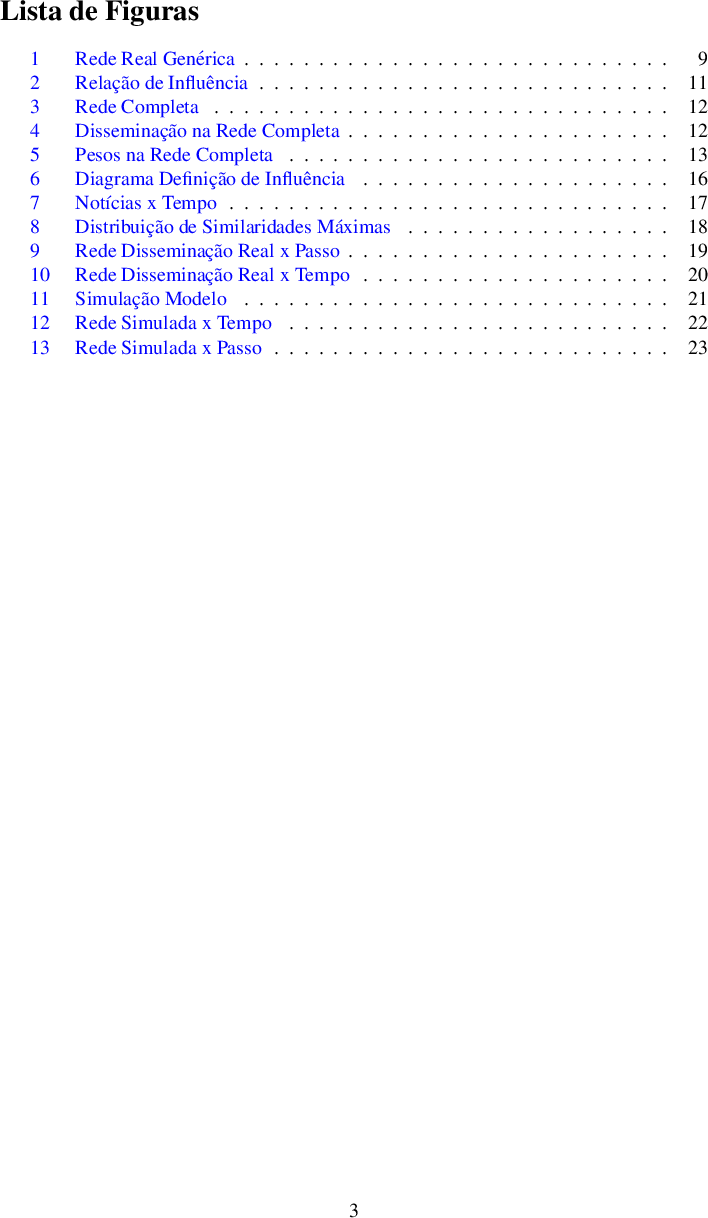 Lista de Figuras
1 Rede Real Genérica . . . . . . . . . . . . . . . . . . . . . . . . . . . . . 9
2 Relação de Influência . . . . . . . . . . . . . . . . . . . . . . . . . . . . 11
3 Rede Completa . . . . . . . . . . . . . . . . . . . . . . . . . . . . . . . 12
4 Disseminação na Rede Completa . . . . . . . . . . . . . . . . . . . . . . 12
5 Pesos na Rede Completa . . . . . . . . . . . . . . . . . . . . . . . . . . 13
6 Diagrama Definição de Influência . . . . . . . . . . . . . . . . . . . . . 16
7 Notícias x Tempo . . . . . . . . . . . . . . . . . . . . . . . . . . . . . . 17
8 Distribuição de Similaridades Máximas . . . . . . . . . . . . . . . . . . 18
9 Rede Disseminação Real x Passo . . . . . . . . . . . . . . . . . . . . . . 19
10 Rede Disseminação Real x Tempo . . . . . . . . . . . . . . . . . . . . . 20
11 Simulação Modelo . . . . . . . . . . . . . . . . . . . . . . . . . . . . . 21
12 Rede Simulada x Tempo . . . . . . . . . . . . . . . . . . . . . . . . . . 22
13 Rede Simulada x Passo . . . . . . . . . . . . . . . . . . . . . . . . . . . 23
3